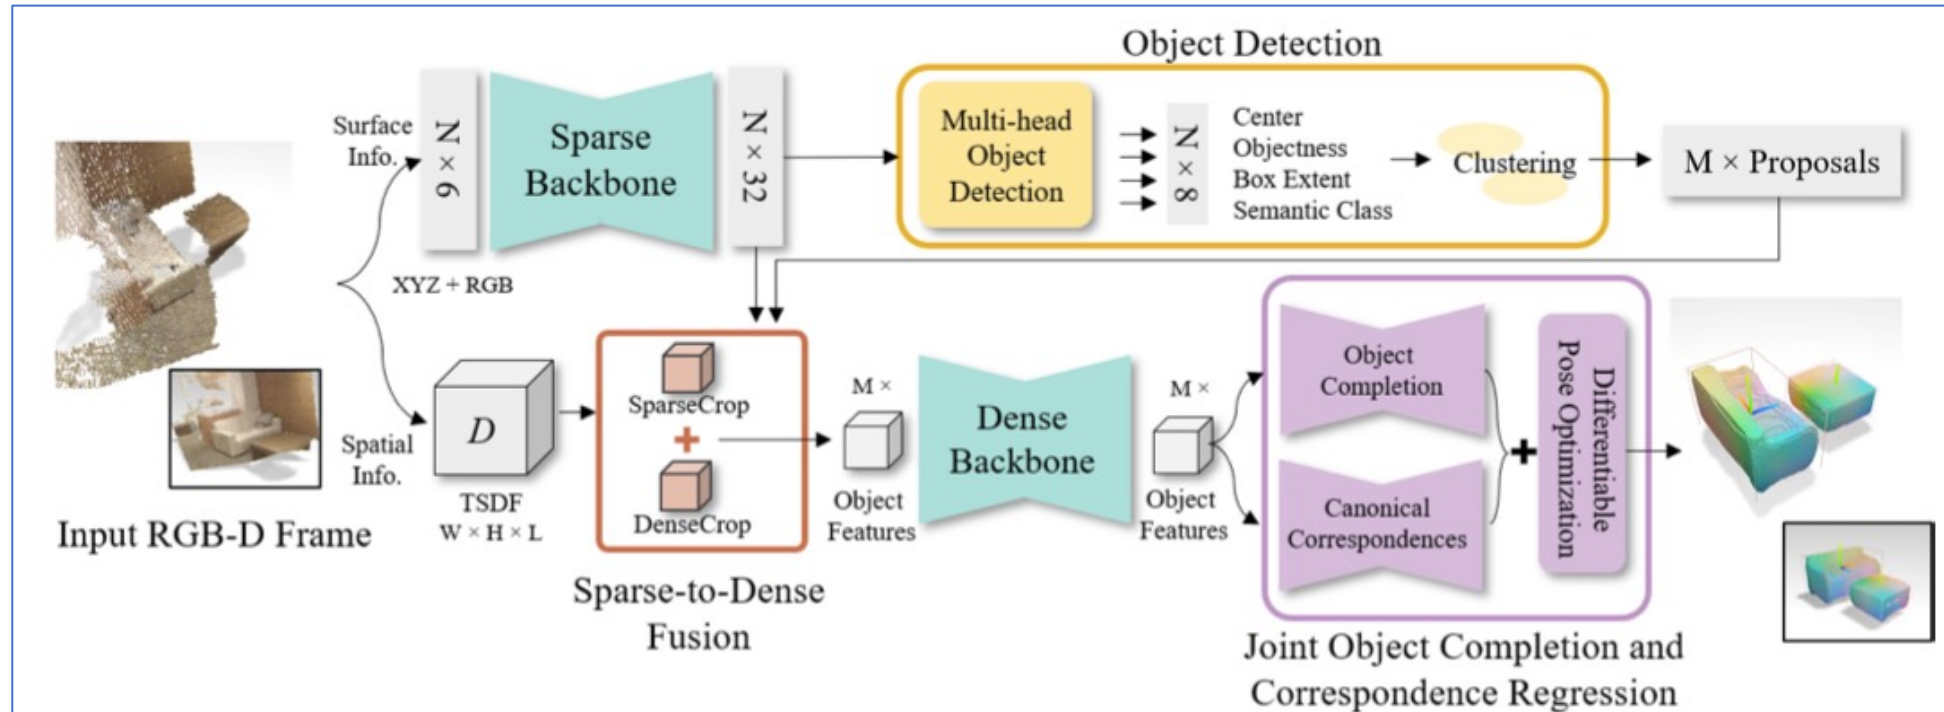 Object Detection
Surface
Info.
N × 6
Sparse
Backbone
N × 32
Multi-head
Object
Detection
N × 8
Center
Objectness
Box Extent
Semantic Class
Clustering
M × Proposals
XYZ + RGB
Input RGB-D Frame
Spatial
Info.
D
TSDF
W × H × L
SparseCrop
+
DenseCrop
Sparse-to-Dense
Fusion
M ×
Object
Features
Dense
Backbone
M ×
Object
Features
Object
Completion
Canonical
Correspondences
+
Differentiable
Pose Optimization
Joint Object Completion and
Correspondence Regression